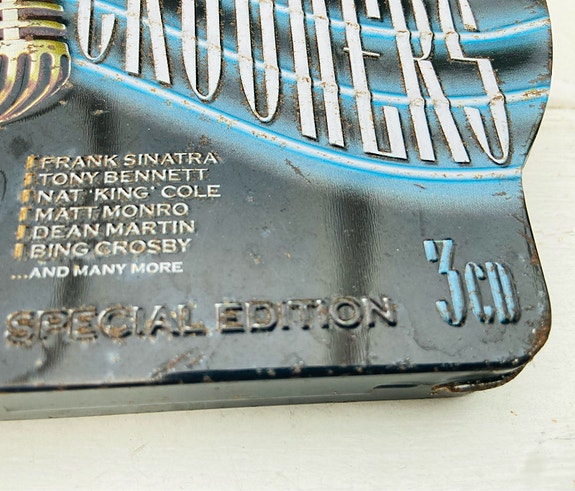 CROONERS
FRANK SINATRA
TONY BENNETT
NAT 'KING' COLE
MATT MONRO
DEAN MARTIN
BING CROSBY
...AND MANY MORE
3CD
SPECIAL EDITION